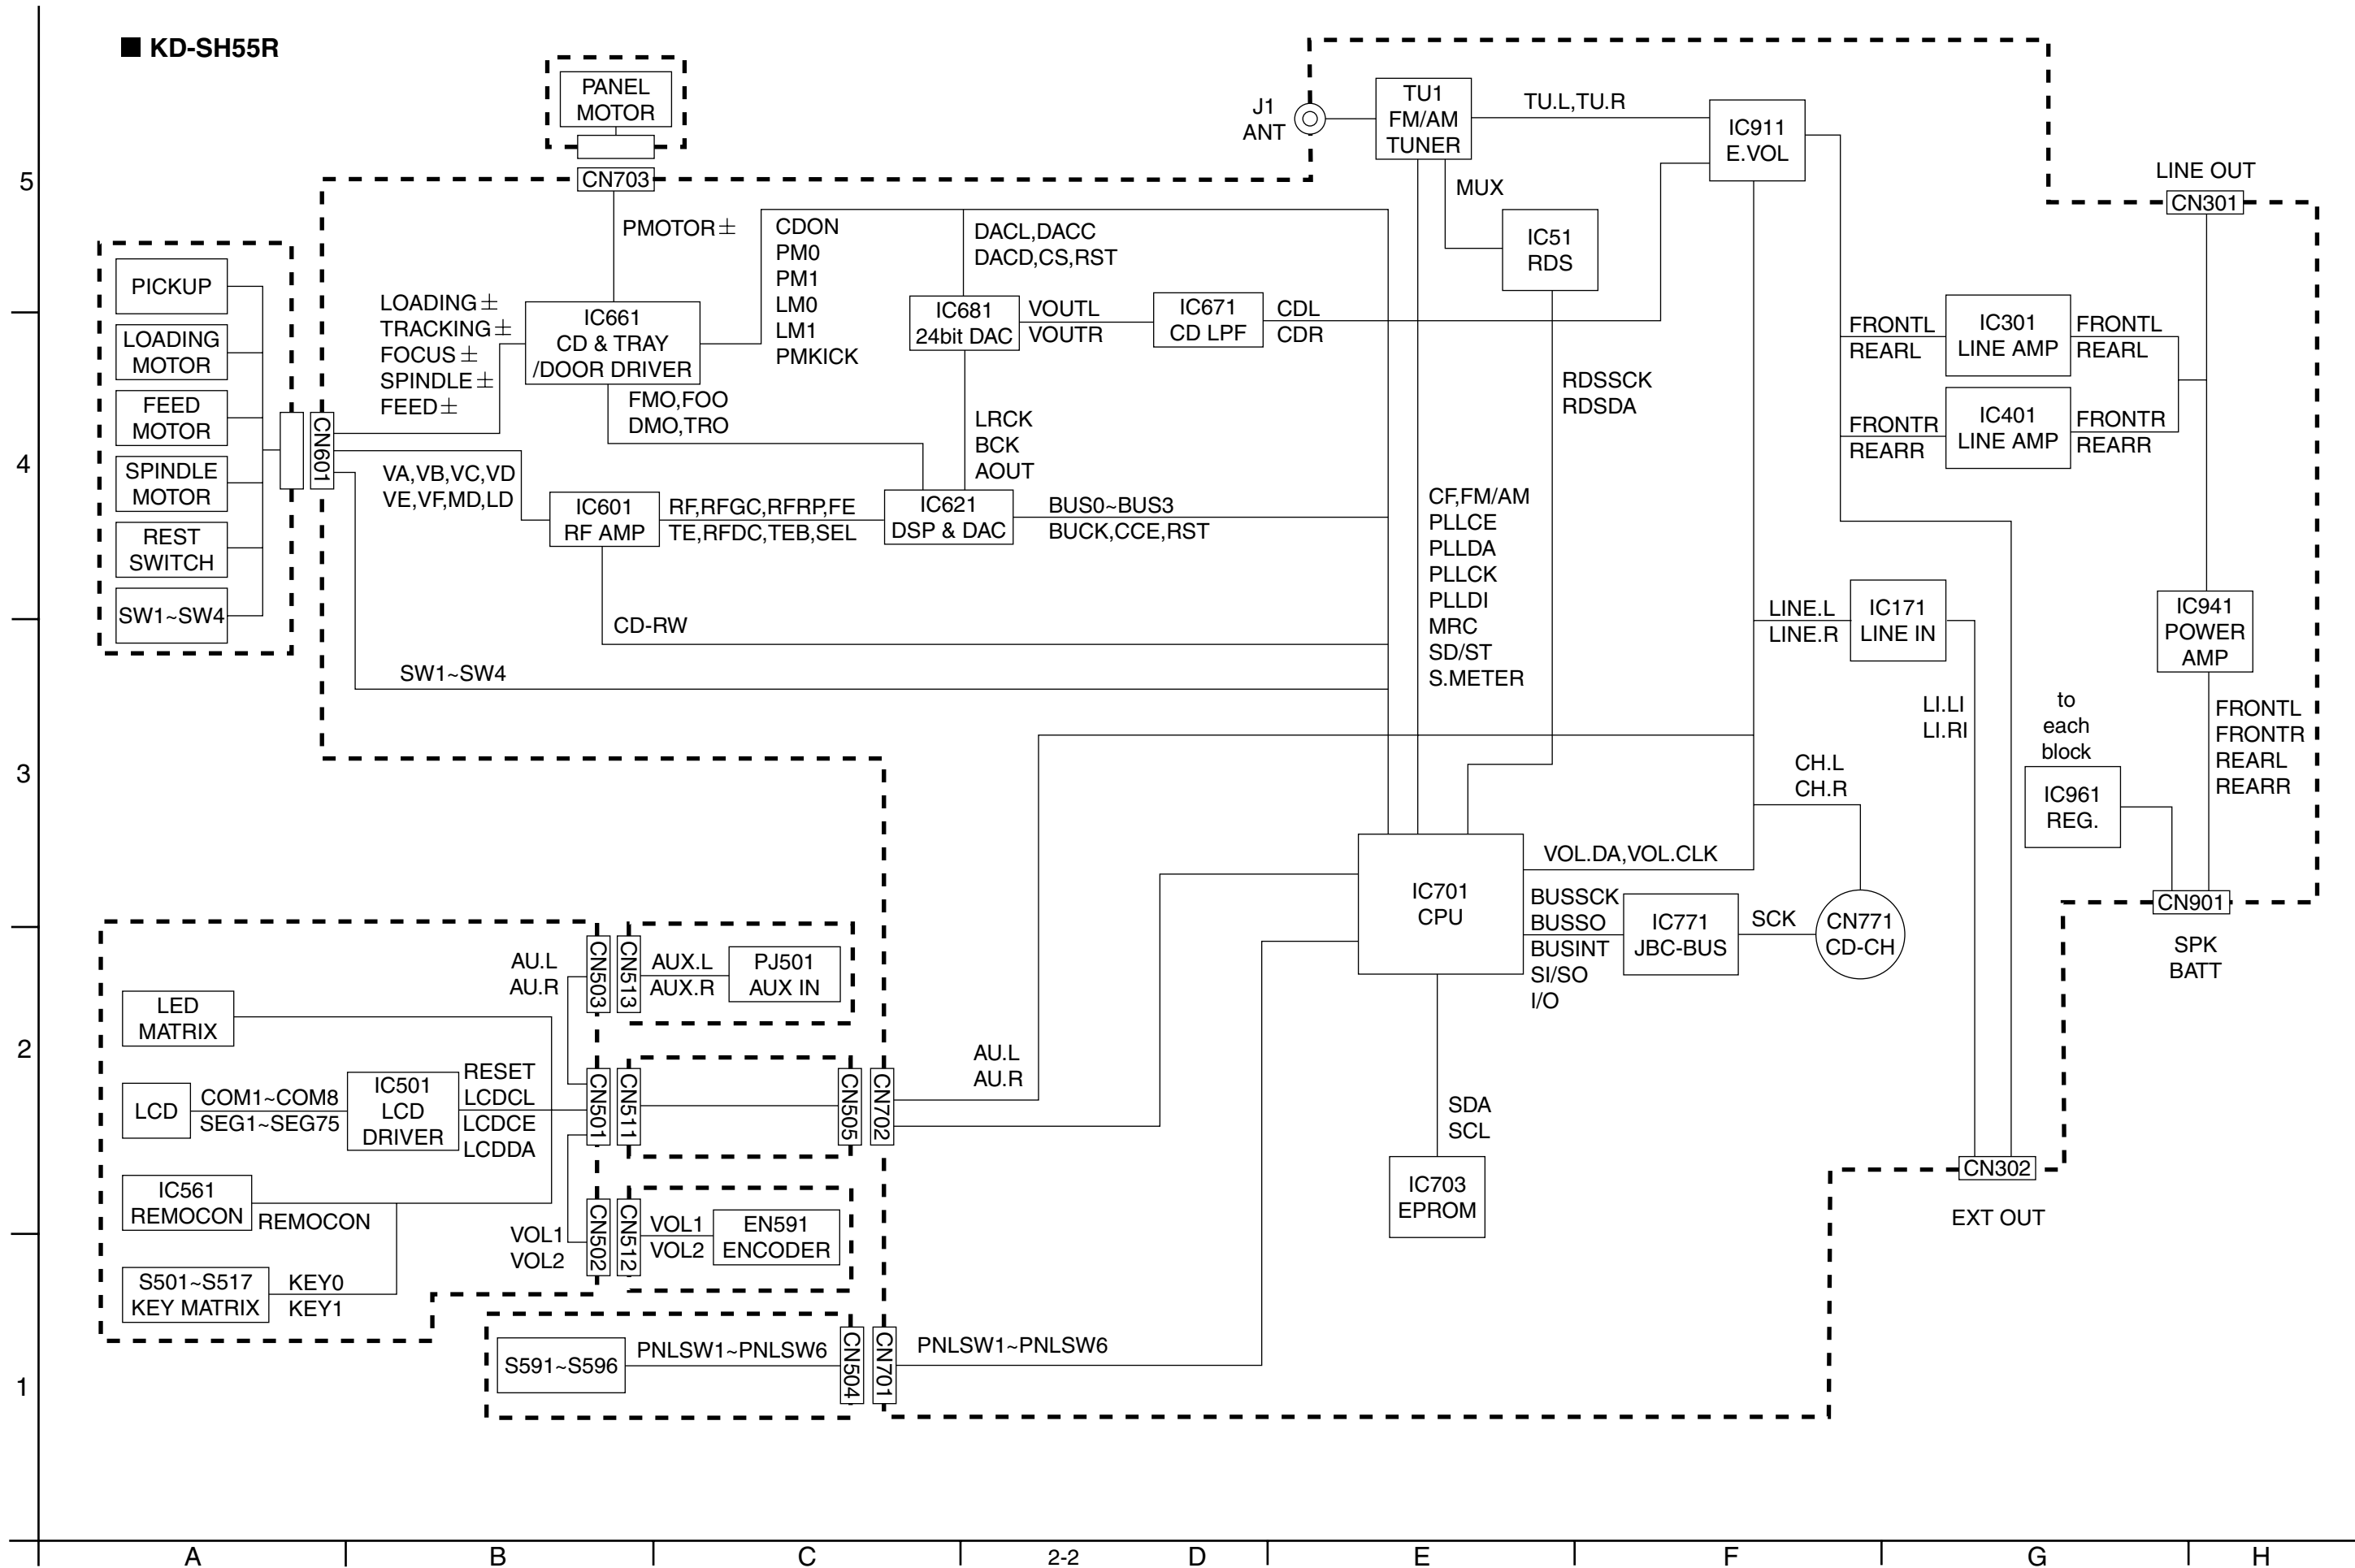 ■ KD-SH55R
PANEL
MOTOR
CN703
PMOTOR±
J1
ANT
TU1
FM/AM
TUNER
TU.L,TU.R
IC911
E.VOL
MUX
IC51
RDS
LINE OUT
CN301
5
PICKUP
LOADING
MOTOR
FEED
MOTOR
SPINDLE
MOTOR
REST
SWITCH
SW1~SW4
CN601
LOADING±
TRACKING±
FOCUS±
SPINDLE±
FEED±
IC661
CD & TRAY
/DOOR DRIVER
CDON
PM0
PM1
LM0
LM1
PMKICK
DACL,DACC
DACD,CS,RST
IC681
24bit DAC
VOUTL
VOUTR
IC671
CD LPF
CDL
CDR
FMO,FOO
DMO,TRO
LRCK
BCK
AOUT
RDSSCK
RDSDA
FRONTL
REARL
IC301
LINE AMP
FRONTL
REARL
FRONTR
REARR
IC401
LINE AMP
FRONTR
REARR
4
VA,VB,VC,VD
VE,VF,MD,LD
IC601
RF AMP
RF,RFGC,RFRP,FE
TE,RFDC,TEB,SEL
IC621
DSP & DAC
BUS0~BUS3
BUCK,CCE,RST
CF,FM/AM
PLLCE
PLLDA
PLLCK
PLLDI
MRC
SD/ST
S.METER
CD-RW
SW1~SW4
LINE.L
LINE.R
IC171
LINE IN
IC941
POWER
AMP
LI.LI
LI.RI
to
each
block
FRONTL
FRONTR
REARL
REARR
3
CH.L
CH.R
IC961
REG.
IC701
CPU
VOL.DA,VOL.CLK
BUSSCK
BUSSO
BUSINT
SI/SO
I/O
IC771
JBC-BUS
SCK
CN771
CD-CH
CN901
SPK
BATT
AU.L
AU.R
CN503
CN513
AUX.L
AUX.R
PJ501
AUX IN
LED
MATRIX
2
LCD
COM1~COM8
SEG1~SEG75
IC501
LCD
DRIVER
RESET
LCDCL
LCDCE
LCDDA
CN501
CN511
CN505
CN702
AU.L
AU.R
SDA
SCL
IC703
EPROM
CN302
EXT OUT
IC561
REMOCON
REMOCON
VOL1
VOL2
CN502
CN512
VOL1
VOL2
EN591
ENCODER
S501~S517
KEY MATRIX
KEY0
KEY1
S591~S596
PNLSW1~PNLSW6
CN504
CN701
PNLSW1~PNLSW6
1
A
B
C
2-2
D
E
F
G
H